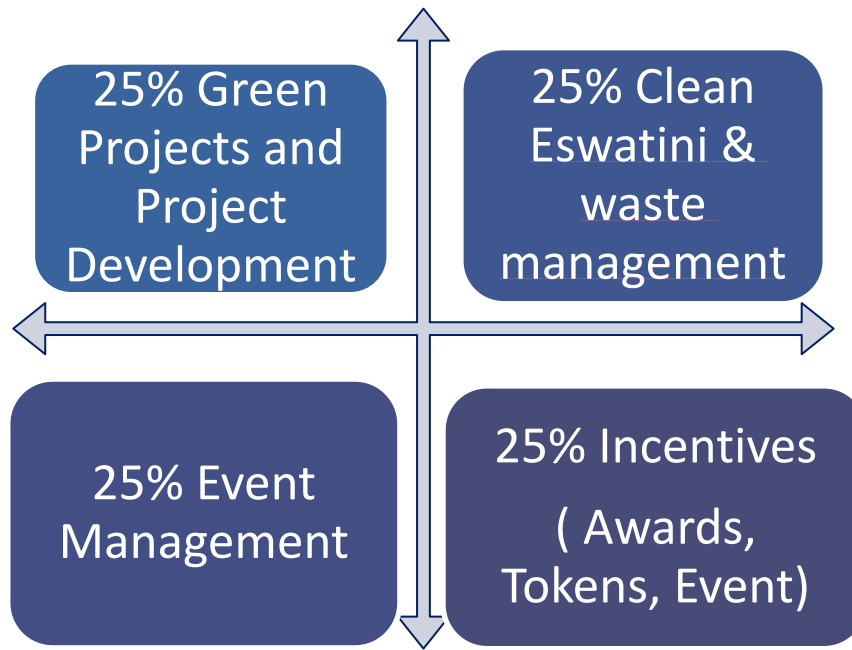 25% Green
Projects and
Project
Development
25% Clean
Eswatini &
waste
management
25% Event
Management
25% Incentives
( Awards,
Tokens, Event)